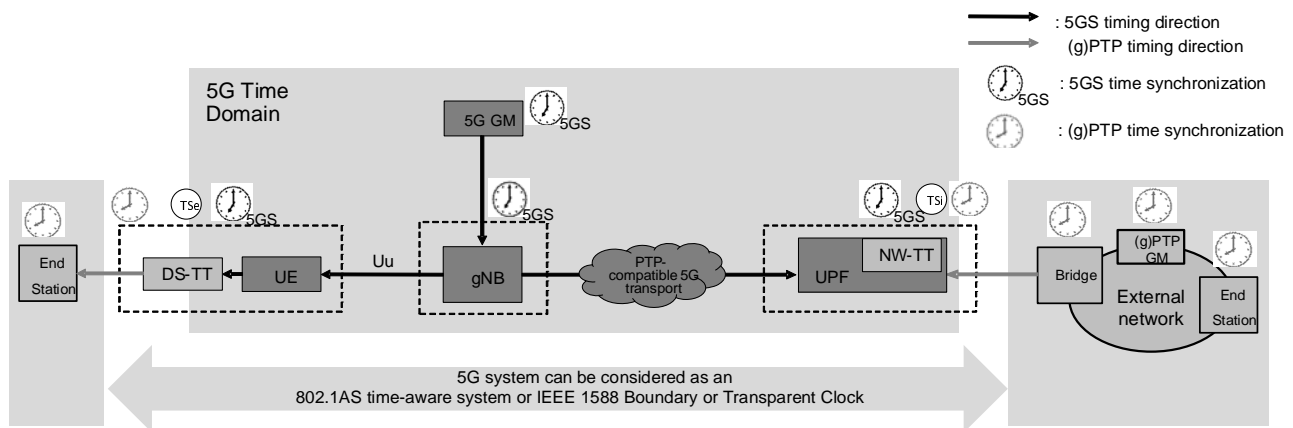 : 5GS timing direction
(g)PTP timing direction
5GS
: 5GS time synchronization
: (g)PTP time synchronization
5G Time
Domain
5G GM
5GS
5GS
TSe
5GS
5GS
TSi
End
Station
DS-TT
UE
Uu
gNB
PTP-
compatible 5G
transport
UPF
NW-TT
Bridge
(g)PTP
GM
External
network
End
Station
5G system can be considered as an
802.1AS time-aware system or IEEE 1588 Boundary or Transparent Clock